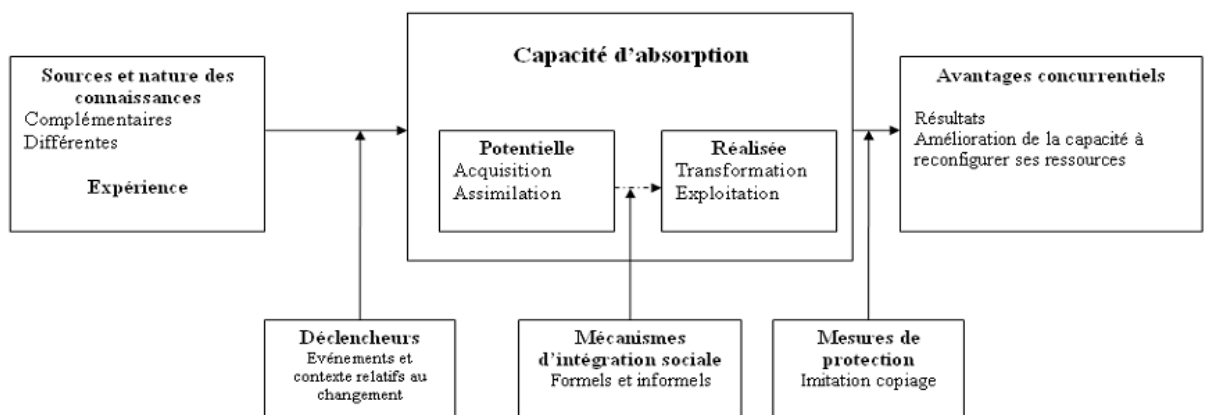 Capacité d'absorption
Sources et nature des
connaissances
Complémentaires
Différentes
Expérience
Potentielle
Acquisition
Assimilation
Réalisée
Transformation
Exploitation
Avantages concurrentiels
Résultats
Amélioration de la capacité à
reconfigurer ses ressources
Déclencheurs
Evénements et
contexte relatifs au
changement
Mécanismes
d'intégration sociale
Formels et informels
Mesures de
protection
Imitation copiage